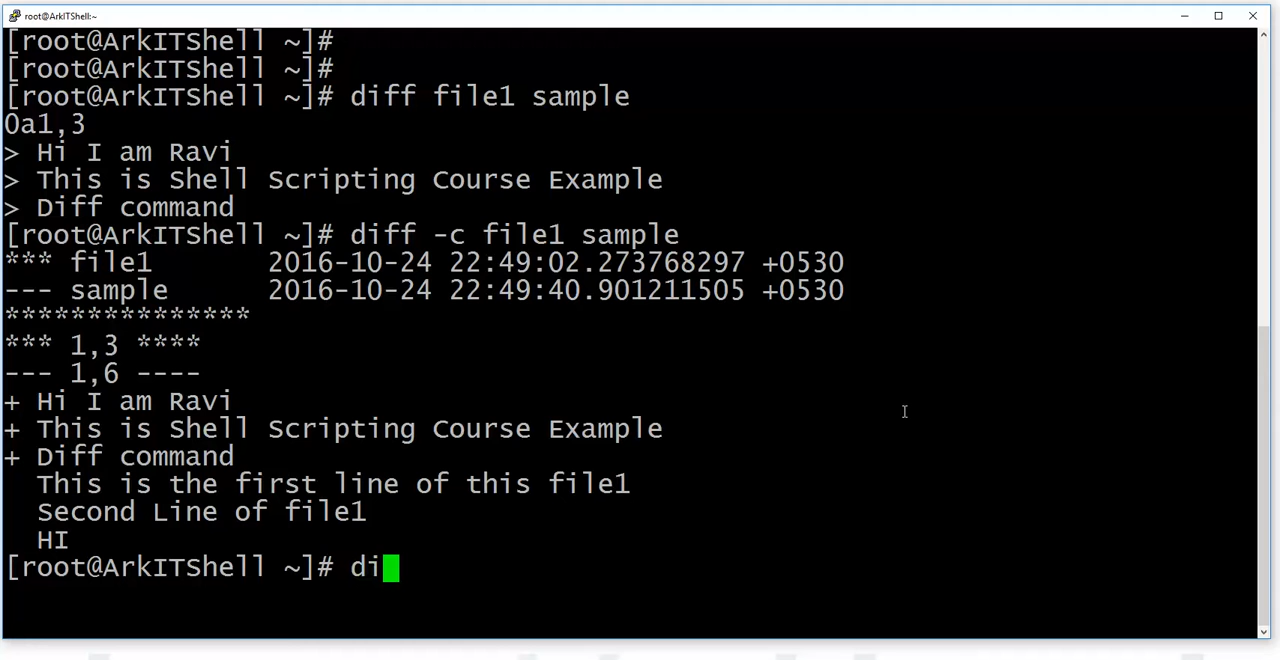 root@ArkITShell:~
[root@ArkITShell ~]#
[root@ArkITShell ~]#
[root@ArkITShell ~]# diff file1 sample
0a1,3
> Hi I am Ravi
> This is Shell Scripting Course Example
> Diff command
[root@ArkITShell ~]# diff -c file1 sample
*** file1       2016-10-24 22:49:02.273768297 +0530
--- sample      2016-10-24 22:49:40.901211505 +0530
***************
*** 1,3 ****
--- 1,6 ----
+ Hi I am Ravi
+ This is Shell Scripting Course Example
+ Diff command
  This is the first line of this file1
  Second Line of file1
  HI
[root@ArkITShell ~]# di